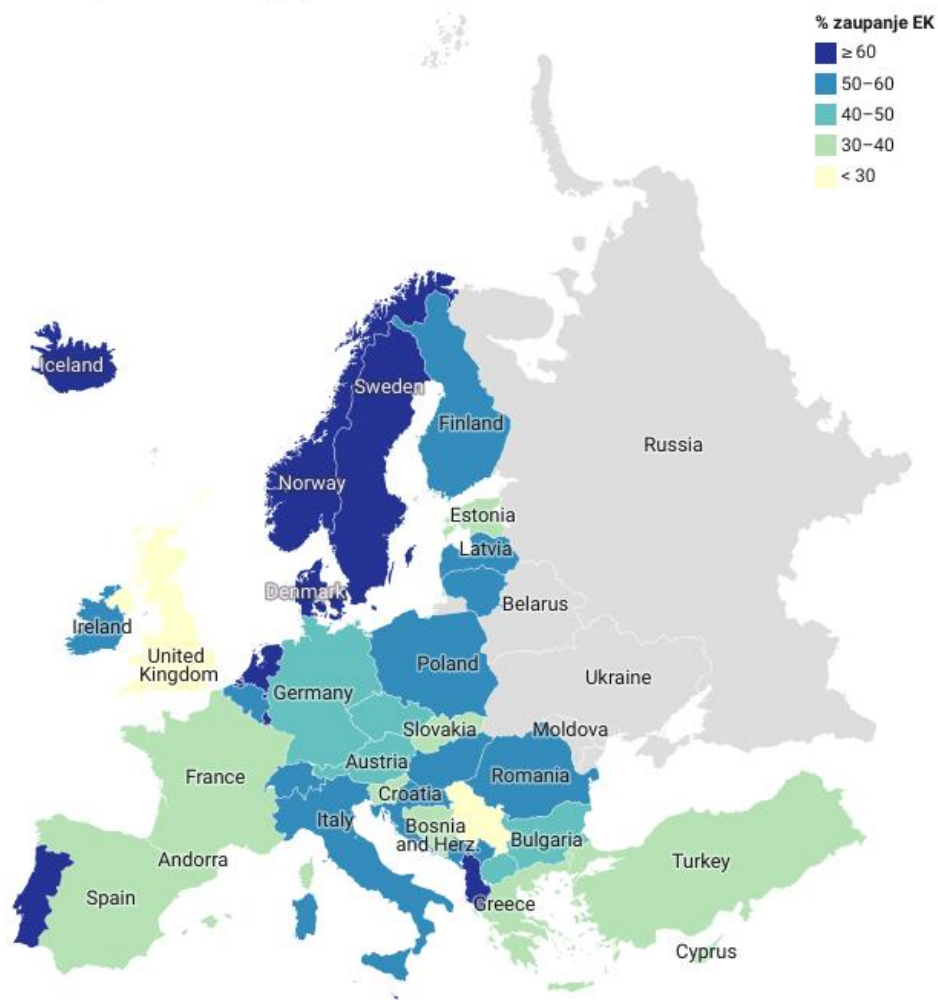 % zaupanje EK
≥ 60
50–60
40–50
30–40
< 30
Iceland
Sweden
Finland
Russia
Norway
Estonia
Latvia
Denmark
Belarus
Ireland
United
Kingdom
Poland
Ukraine
Germany
Slovakia
Moldova
Austria
France
Romania
Croatia
Italy
Bosnia
and Herz.
Bulgaria
Andorra
Turkey
Spain
Greece
Cyprus